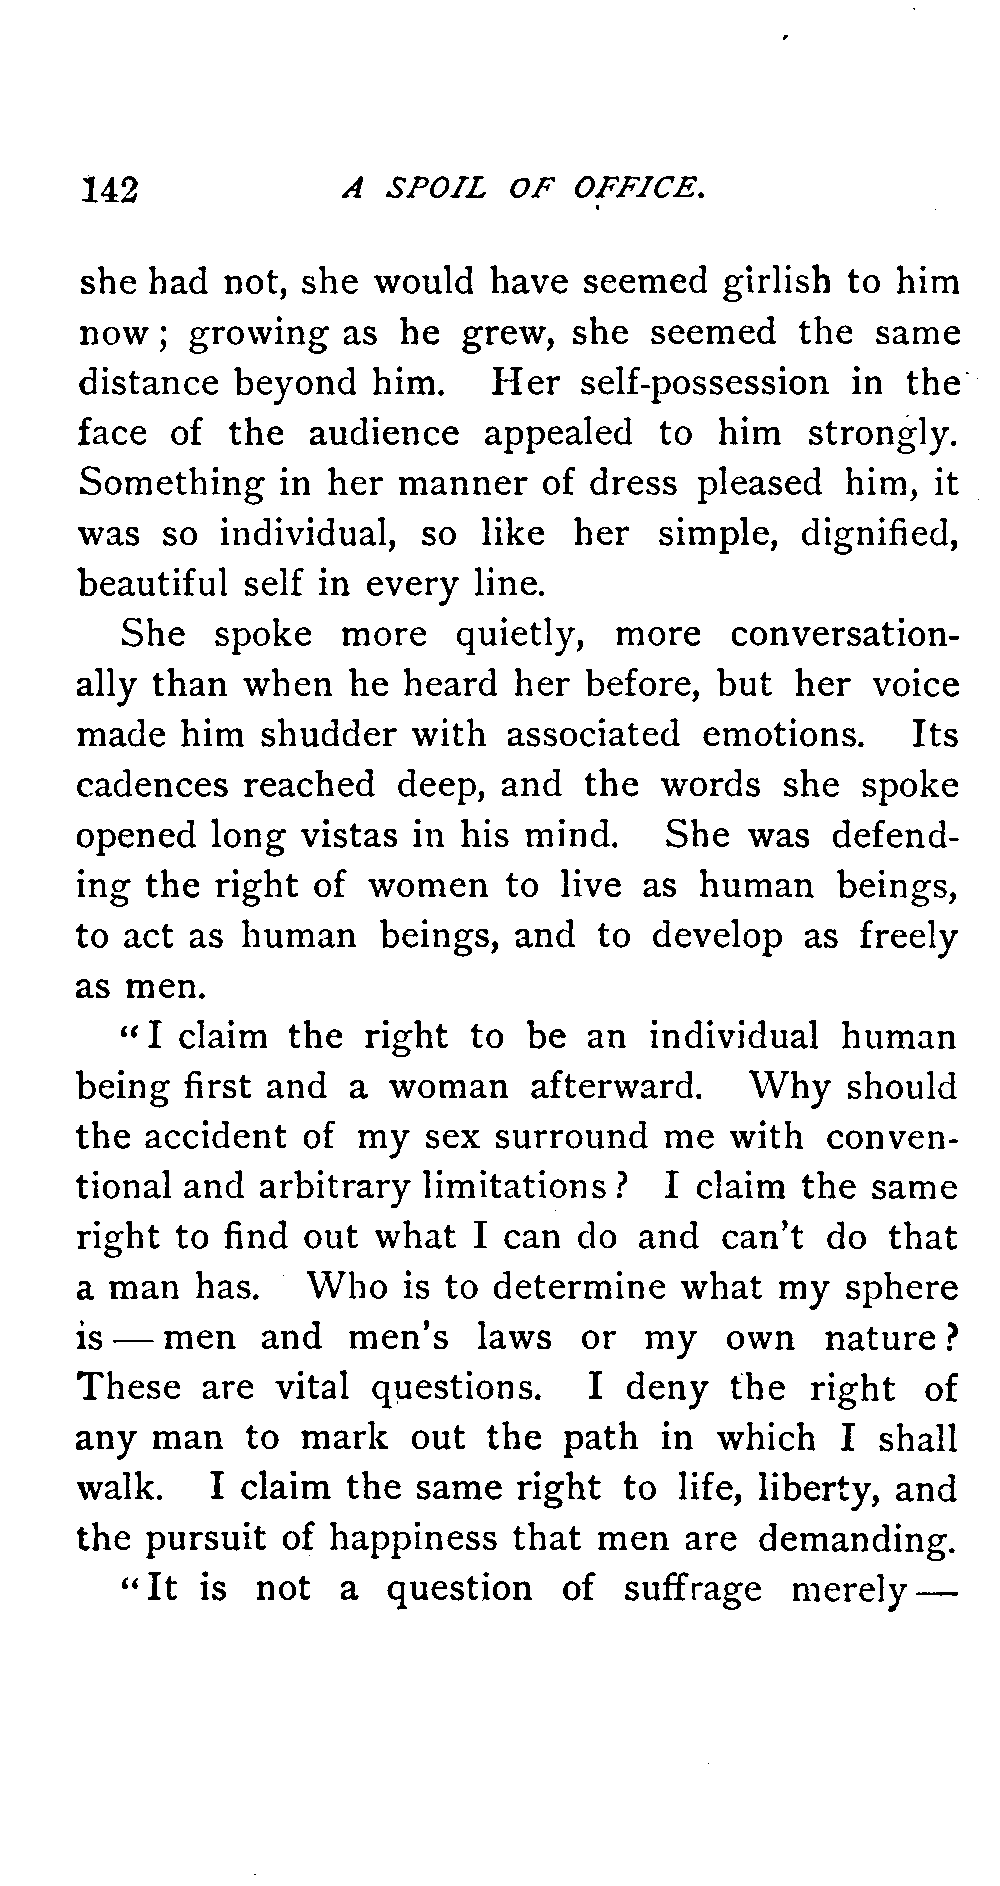 142 A SPOIL OF OFFICE.
she had not, she would have seemed girlish to him
now; growing as he grew, she seemed the same
distance beyond him. Her self-possession in the
face of the audience appealed to him strongly.
Something in her manner of dress pleased him, it
was so individual, so like her simple, dignified,
beautiful self in every line.
She spoke more quietly, more conversation-
ally than when he heard her before, but her voice
made him shudder with associated emotions. Its
cadences reached deep, and the words she spoke
opened long vistas in his mind. She was defend-
ing the right of women to live as human beings,
to act as human beings, and to develop as freely
as men.
"I claim the right to be an individual human
being first and a woman afterward. Why should
the accident of my sex surround me with conven-
tional and arbitrary limitations? I claim the same
right to find out what I can do and can't do that
a man has. Who is to determine what my sphere
is — men and men's laws or my own nature?
These are vital questions. I deny the right of
any man to mark out the path in which I shall
walk. I claim the same right to life, liberty, and
the pursuit of happiness that men are demanding.
"It is not a question of suffrage merely —